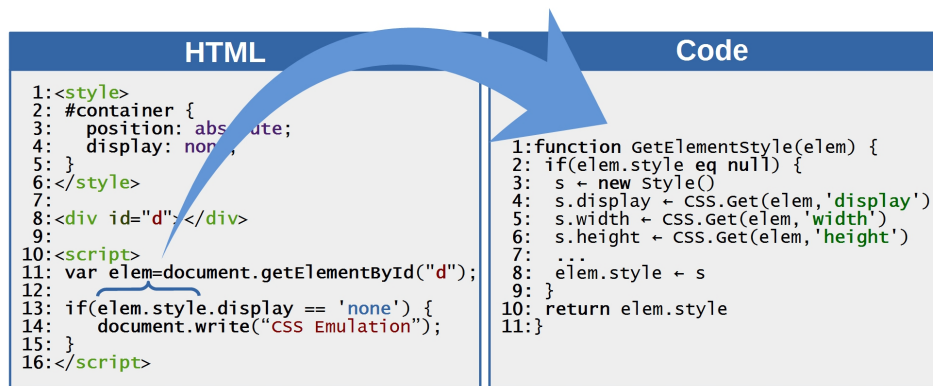 HTML
1:<style>
2: #container {
3: position: absolute;
4: display: none;
5: }
6:</style>
7:
8:<div id="d"></div>
9:
10:<script>
11: var elem=document.getElementById("d");
12:
13: if(elem.style.display == 'none') {
14: document.write(“CSS Emulation”);
15: }
16:</script>
Code
1:function GetElementStyle(elem) {
2: if(elem.style eq null) {
3: s ← new Style()
4: s.display ← CSS.Get(elem,'display')
5: s.width ← CSS.Get(elem,'width')
6: s.height ← CSS.Get(elem,'height')
7: ...
8: elem.style ← s
9: }
10: return elem.style
11:}